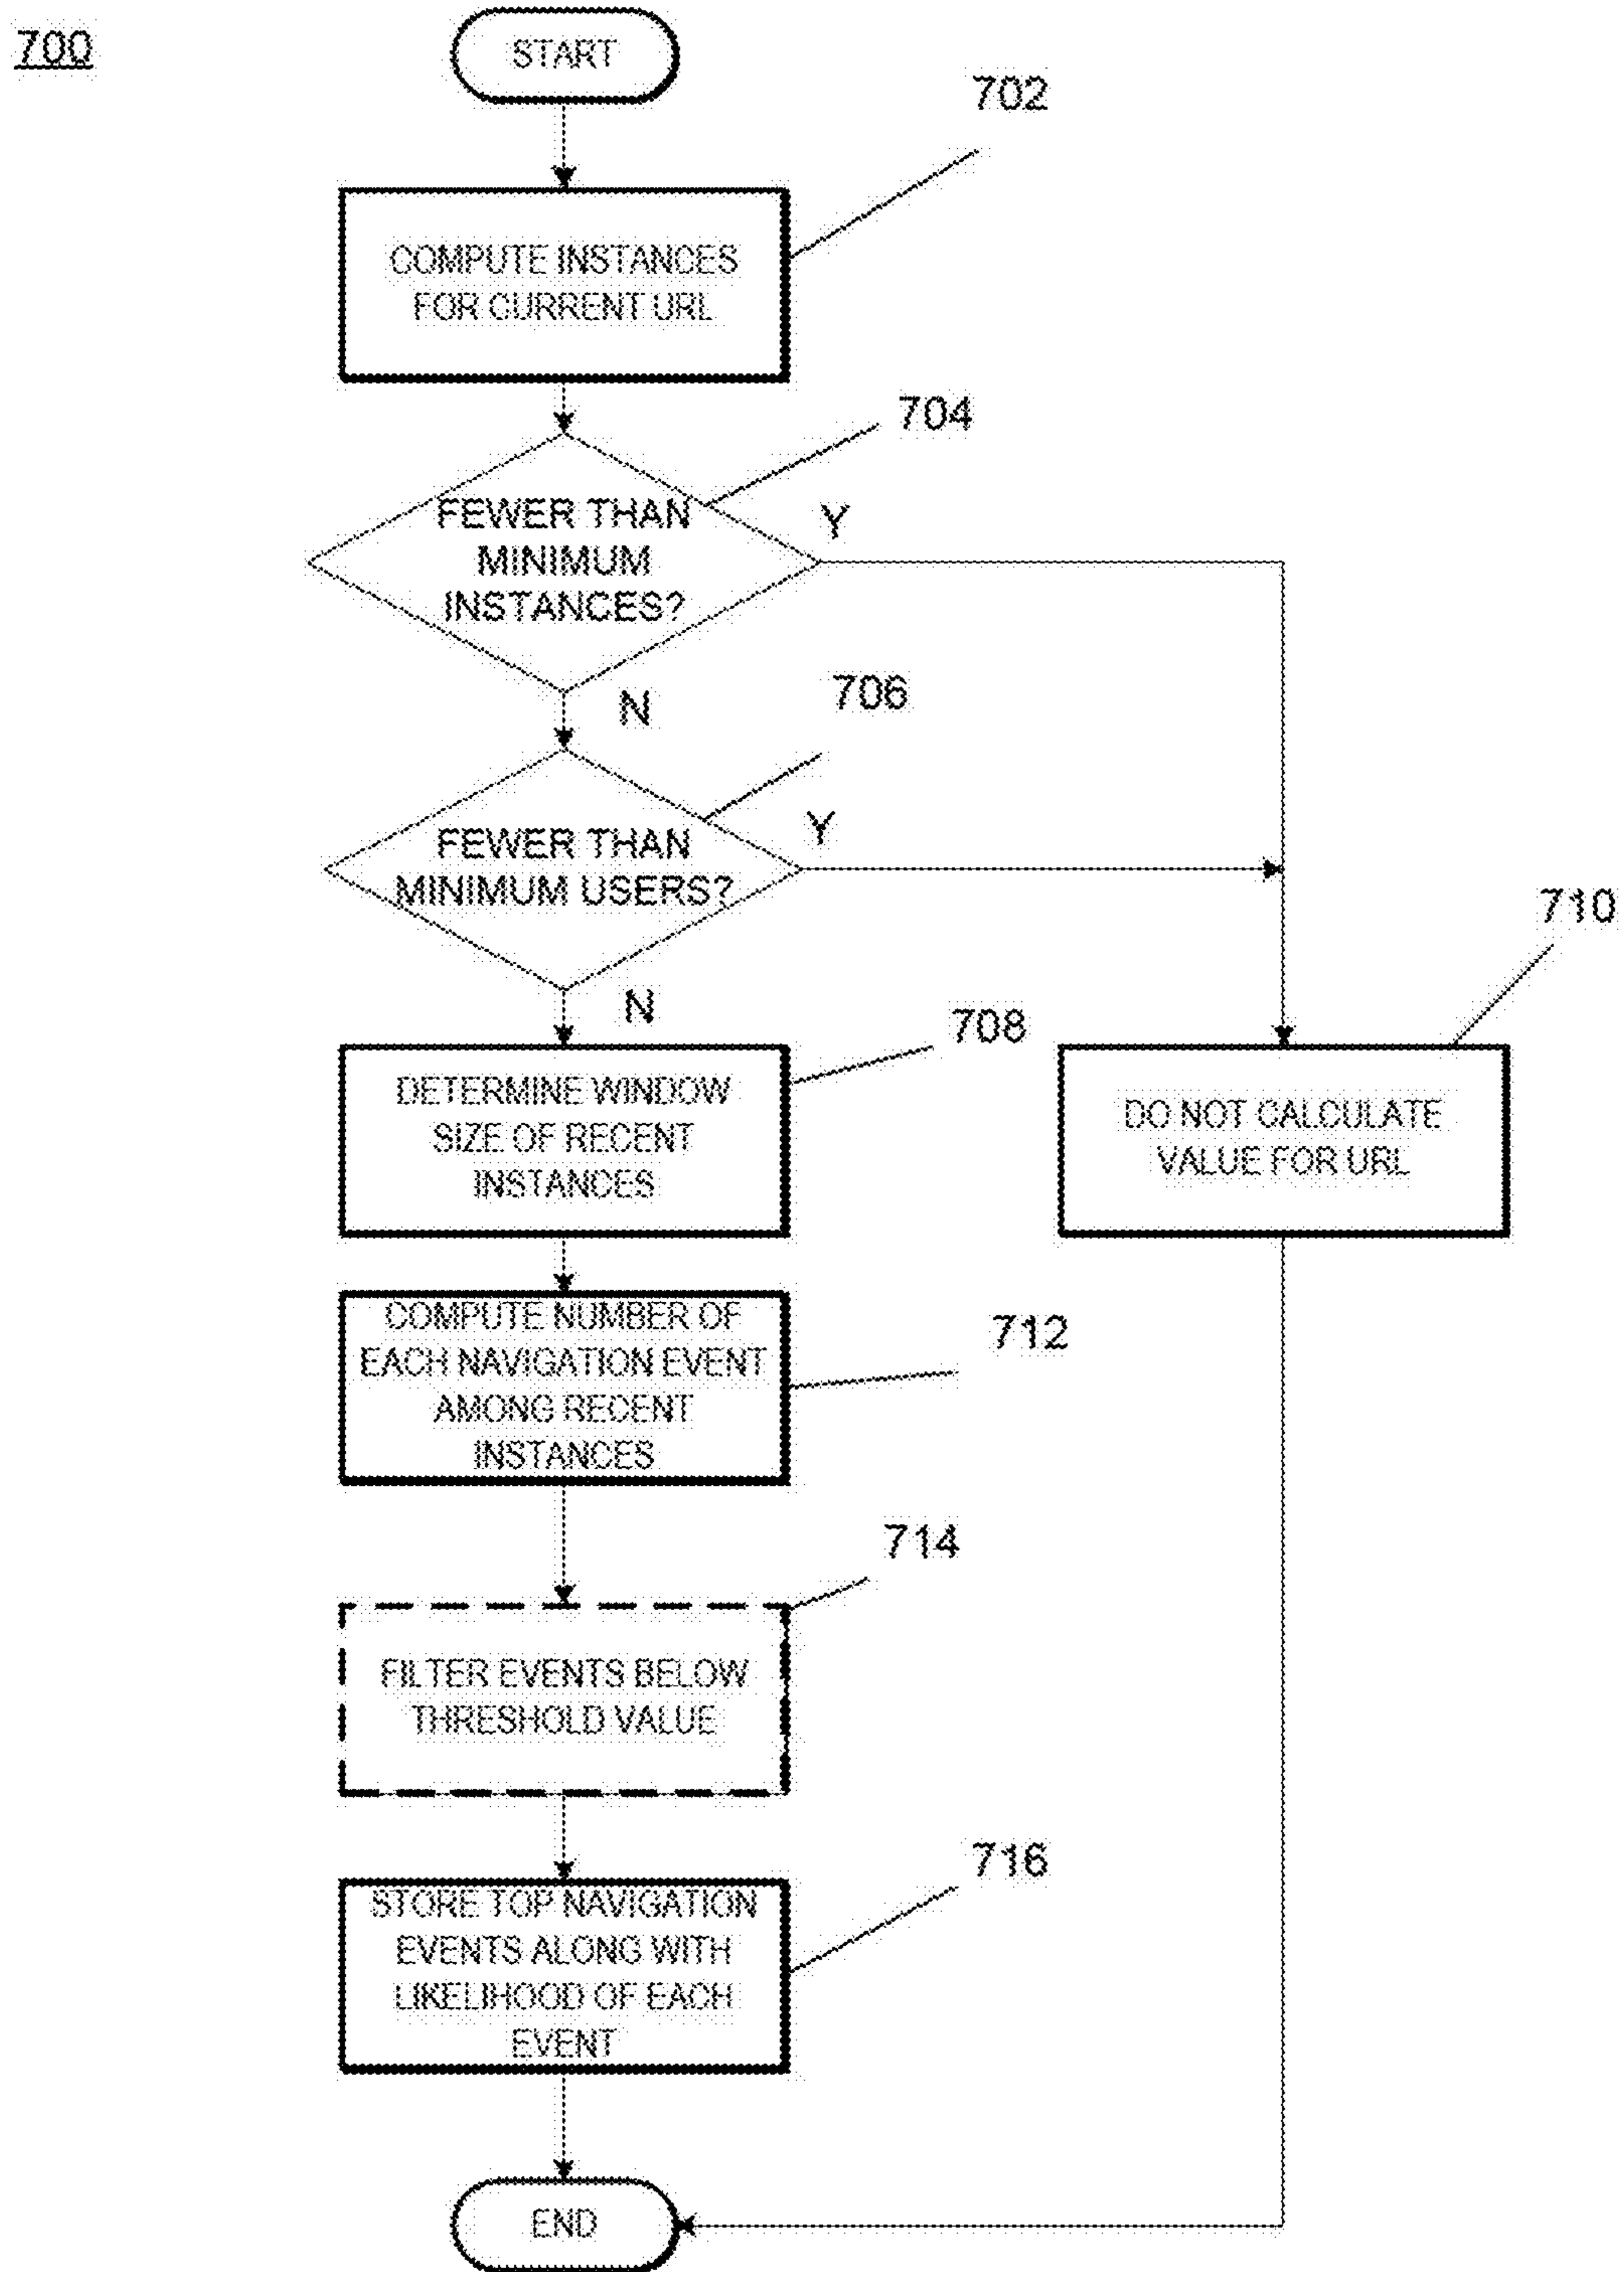 700
START
702
COMPUTE INSTANCES
FOR CURRENT URL
704
FEWER THAN
MINIMUM
INSTANCES?
Y
N
706
FEWER THAN
MINIMUM USERS?
Y
N
708
DETERMINE WINDOW
SIZE OF RECENT
INSTANCES
710
DO NOT CALCULATE
VALUE FOR URL
712
COMPUTE NUMBER OF
EACH NAVIGATION EVENT
AMONG RECENT
INSTANCES
714
FILTER EVENTS BELOW
THRESHOLD VALUE
716
STORE TOP NAVIGATION
EVENTS ALONG WITH
LIKELIHOOD OF EACH
EVENT
END